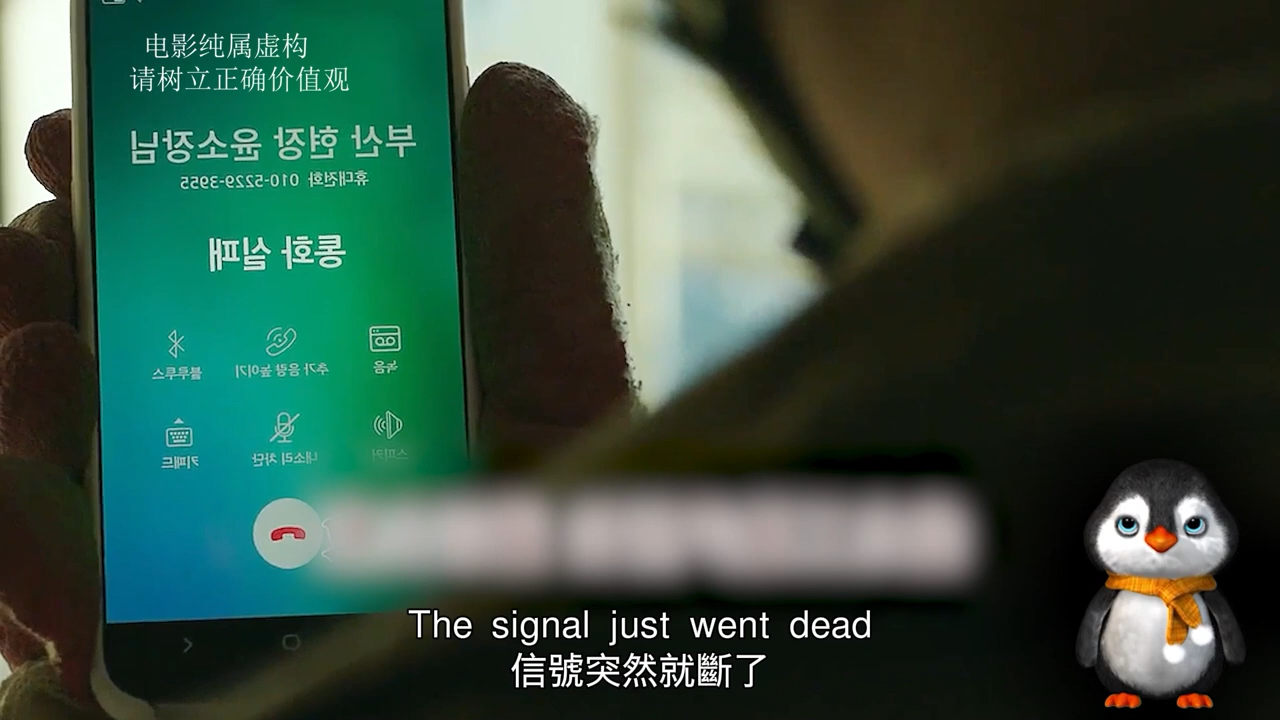 电影纯属虚构
请树立正确价值观
부산 현장 윤소장님
휴대전화 010-5229-3955
통화 실패
녹음
추가 음량 높이기
블루투스
스피커
내 소리 차단
키패드
The signal just went dead
信號突然就斷了